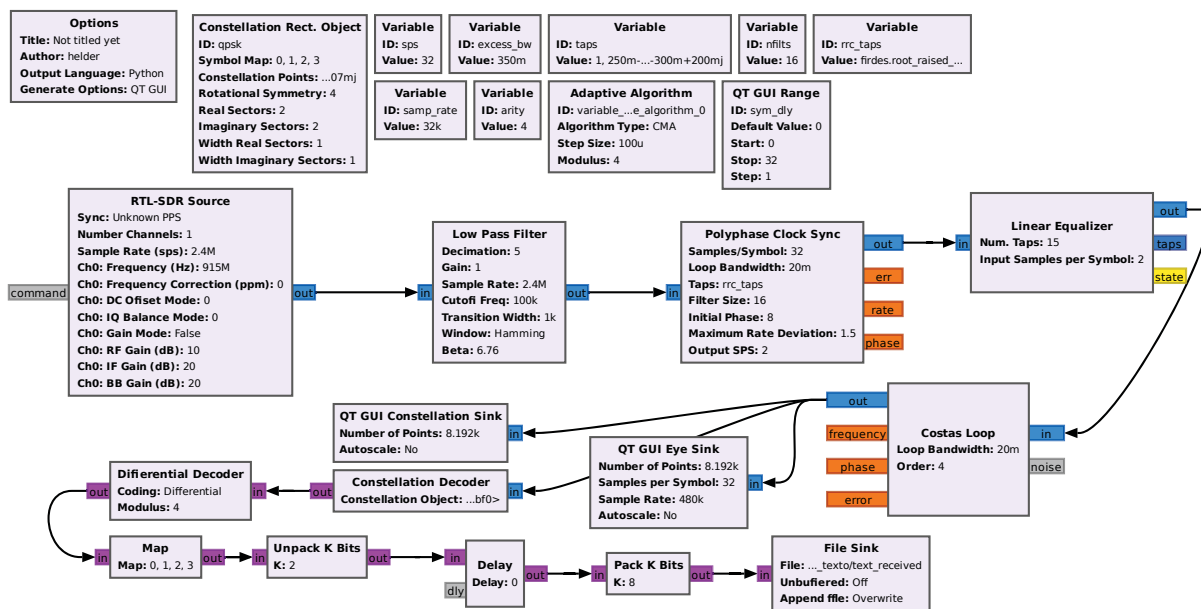 Options
Title: Not titled yet
Author: helder
Output Language: Python
Generate Options: QT GUI
Constellation Rect. Object
ID: qpsk
Symbol Map: 0, 1, 2, 3
Constellation Points: ...07mj
Rotational Symmetry: 4
Real Sectors: 2
Imaginary Sectors: 2
Width Real Sectors: 1
Width Imaginary Sectors: 1
Variable
ID: sps
Value: 32
Variable
ID: excess_bw
Value: 350m
Variable
ID: taps
Value: 1, 250m-...-300m+200mj
Variable
ID: nfilts
Value: 16
Variable
ID: rrc_taps
Value: firdes.root_raised_...
Variable
ID: samp_rate
Value: 32k
Variable
ID: arity
Value: 4
Adaptive Algorithm
ID: variable_...e_algorithm_0
Algorithm Type: CMA
Step Size: 100u
Modulus: 4
QT GUI Range
ID: sym_dly
Default Value: 0
Start: 0
Stop: 32
Step: 1
RTL-SDR Source
Sync: Unknown PPS
Number Channels: 1
Sample Rate (sps): 2.4M
Ch0: Frequency (Hz): 915M
Ch0: Frequency Correction (ppm): 0
Ch0: DC Ofiset Mode: 0
Ch0: IQ Balance Mode: 0
Ch0: Gain Mode: False
Ch0: RF Gain (dB): 10
Ch0: IF Gain (dB): 20
Ch0: BB Gain (dB): 20
command
out
in
Low Pass Filter
Decimation: 5
Gain: 1
Sample Rate: 2.4M
Cutofi Freq: 100k
Transition Width: 1k
Window: Hamming
Beta: 6.76
out
in
Polyphase Clock Sync
Samples/Symbol: 32
Loop Bandwidth: 20m
Taps: rrc_taps
Filter Size: 16
Initial Phase: 8
Maximum Rate Deviation: 1.5
Output SPS: 2
out
err
rate
phase
in
Linear Equalizer
Num. Taps: 15
Input Samples per Symbol: 2
out
taps
state
QT GUI Constellation Sink
Number of Points: 8.192k
Autoscale: No
in
QT GUI Eye Sink
Number of Points: 8.192k
Samples per Symbol: 32
Sample Rate: 480k
Autoscale: No
in
out
frequency
phase
error
Costas Loop
Loop Bandwidth: 20m
Order: 4
in
noise
out
Difierential Decoder
Coding: Differential
Modulus: 4
in
out
Constellation Decoder
Constellation Object: ...bf0>
in
in
Map
Map: 0, 1, 2, 3
out
in
Unpack K Bits
K: 2
out
in
dly
Delay
Delay: 0
out
in
Pack K Bits
K: 8
out
in
File Sink
File: ..._texto/text_received
Unbufiered: Off
Append ffle: Overwrite